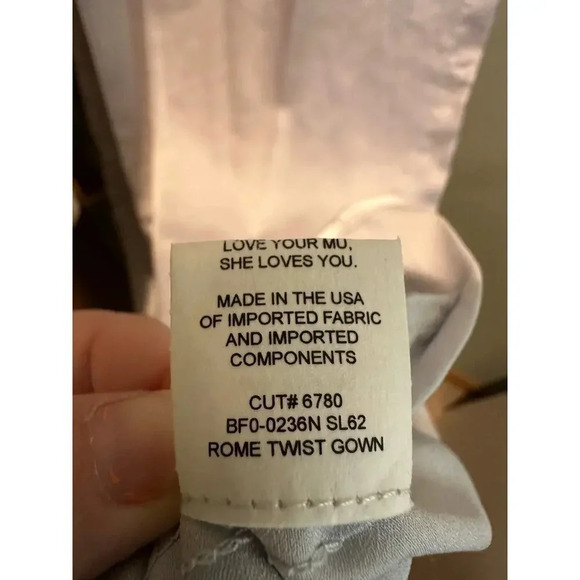 LOVE YOUR MU,
SHE LOVES YOU.
MADE IN THE USA
OF IMPORTED FABRIC
AND IMPORTED
COMPONENTS
CUT# 6780
BF0-0236N SL62
ROME TWIST GOWN